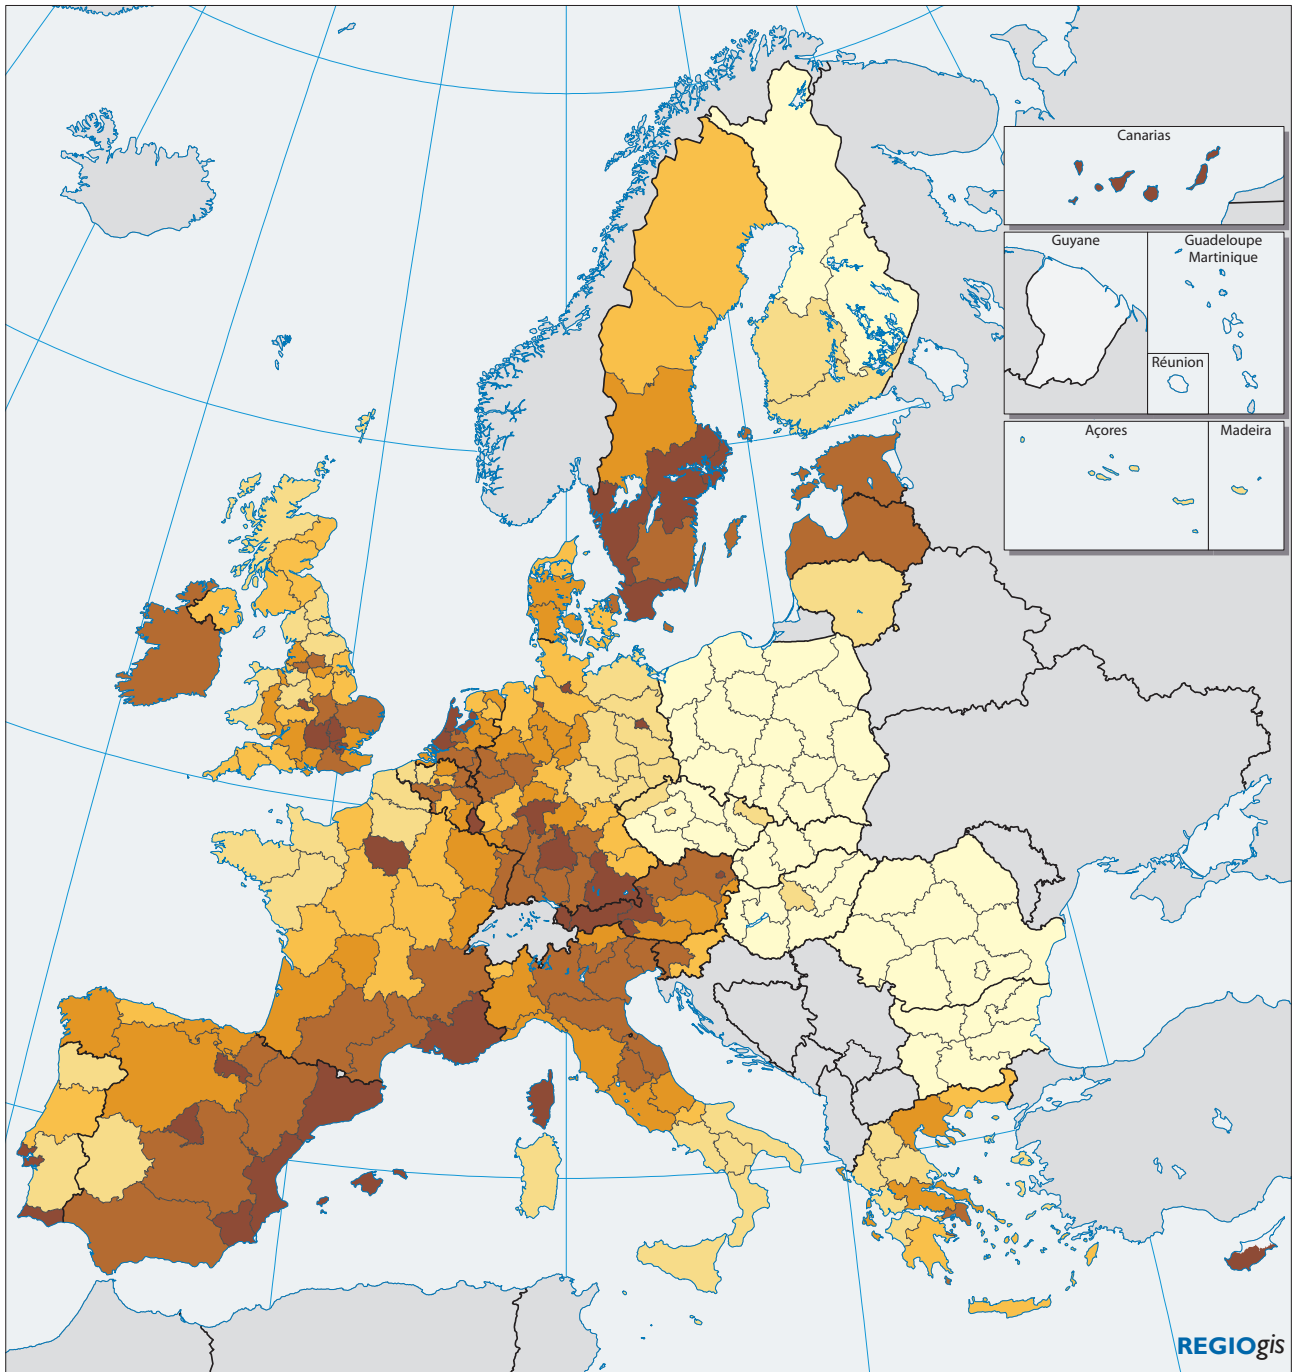 Canarias
Guyane
Guadeloupe
Martinique
Réunion
Açores
Madeira
REGIOgis